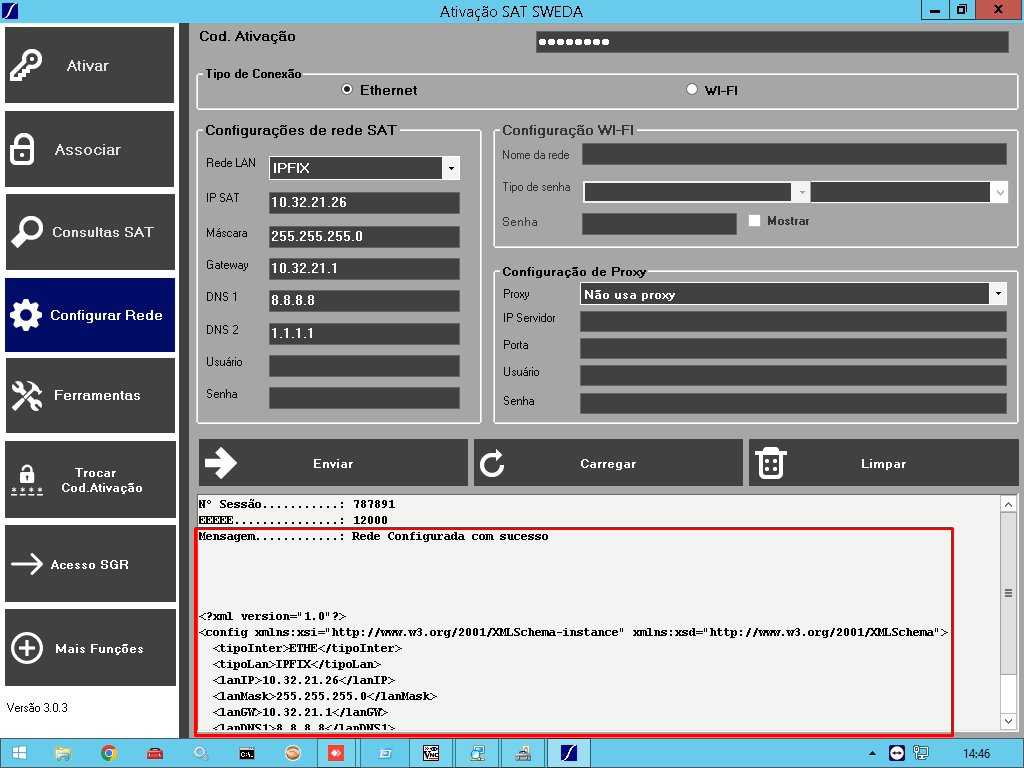 Ativação SAT SWEDA
Ativar
Associar
Consultas SAT
Configurar Rede
Ferramentas
Trocar
Cod.Ativação
Acesso SGR
Mais Funções
Versão 3.0.3
Cod. Ativação
Tipo de Conexão
Ethernet
WI-FI
Configurações de rede SAT
Rede LAN
IPFIX
IP SAT
10.32.21.26
Máscara
255.255.255.0
Gateway
10.32.21.1
DNS 1
8.8.8.8
DNS 2
1.1.1.1
Usuário
Senha
Configuração WI-FI
Nome da rede
Tipo de senha
Senha
Mostrar
Configuração de Proxy
Proxy
Não usa proxy
IP Servidor
Porta
Usuário
Senha
Enviar
Carregar
Limpar
N° Sessão...........: 787891
EEEEE...............: 12000
Mensagem............: Rede Configurada com sucesso
<?xml version="1.0"?>
<config xmlns:xsi="http://www.w3.org/2001/XMLSchema-instance" xmlns:xsd="http://www.w3.org/2001/XMLSchema">
<tipoInter>ETHE</tipoInter>
<tipoLan>IPFIX</tipoLan>
<lanIP>10.32.21.26</lanIP>
<lanMask>255.255.255.0</lanMask>
<lanGW>10.32.21.1</lanGW>
<lanDNS1>8.8.8.8</lanDNS1>
14:46